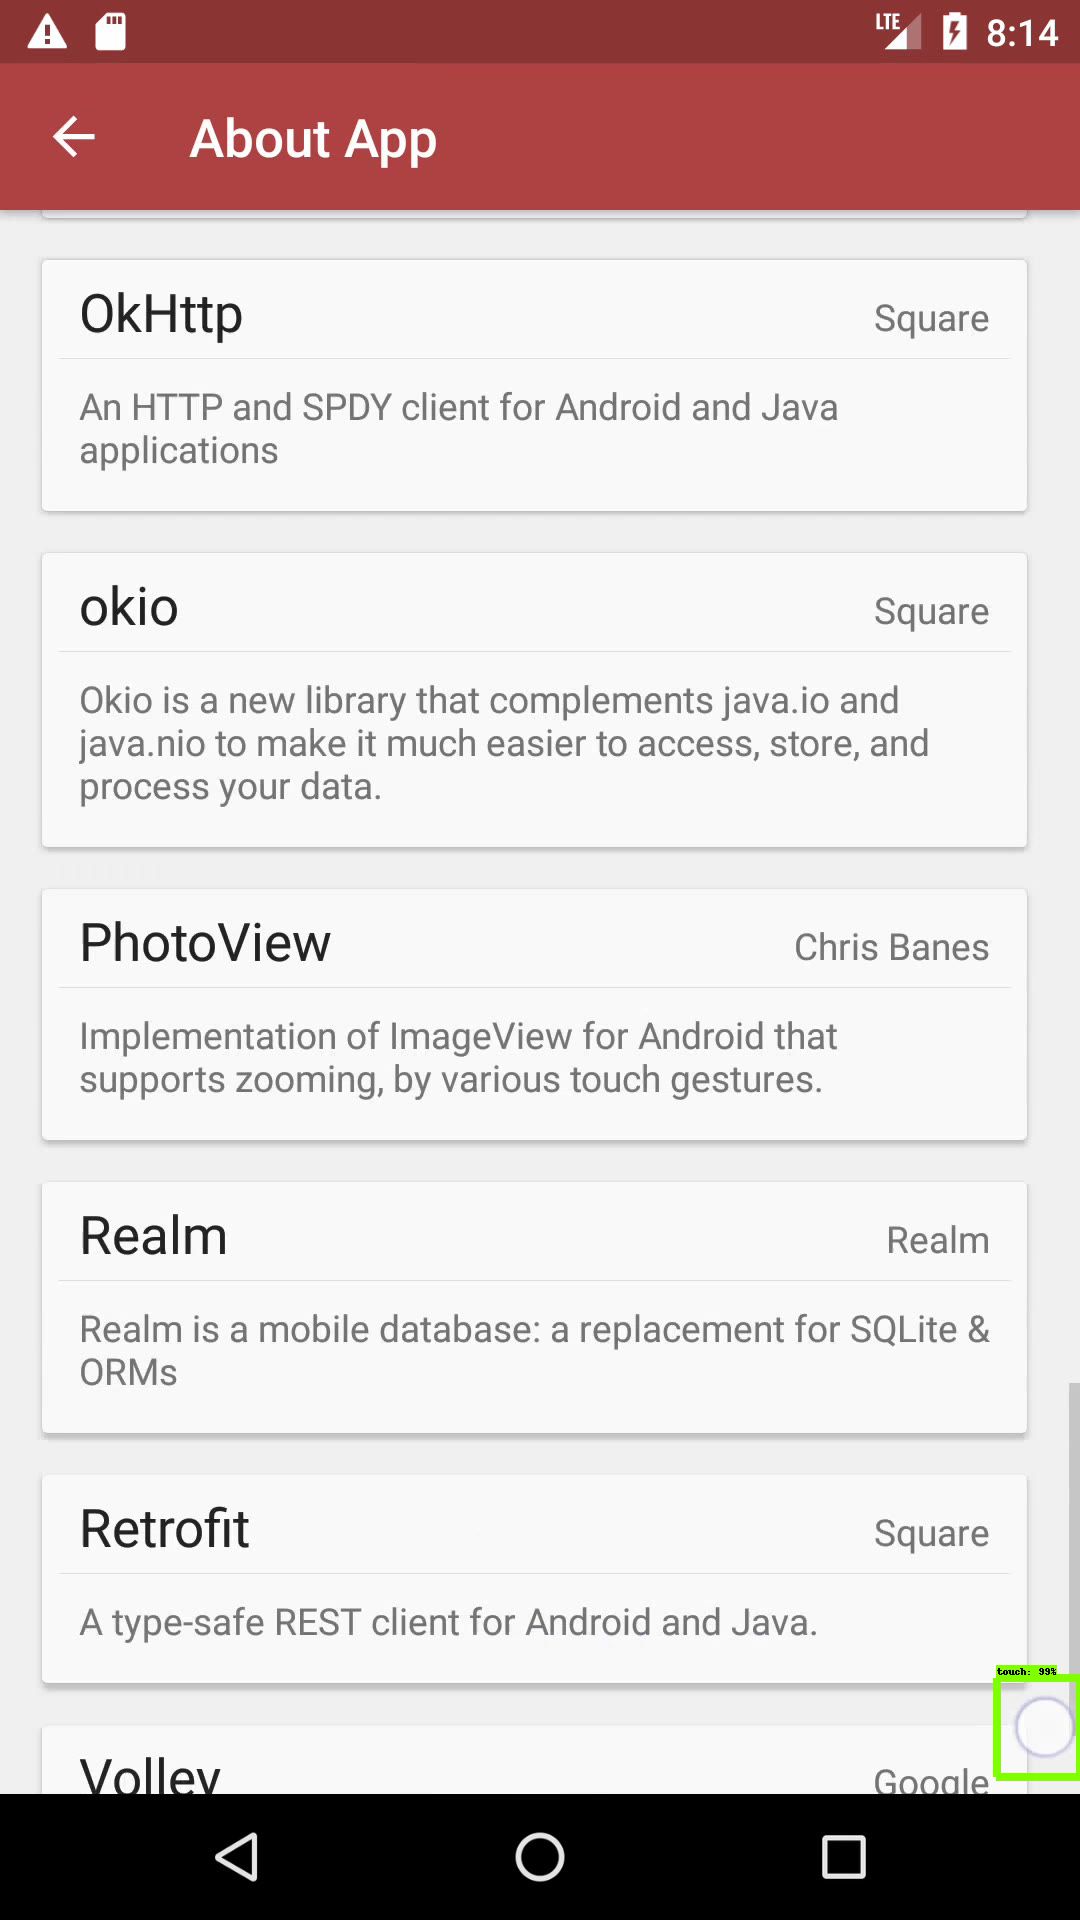 LTE 8:14
About App
OkHttp Square
An HTTP and SPDY client for Android and Java
applications
okio Square
Okio is a new library that complements java.io and
java.nio to make it much easier to access, store, and
process your data.
PhotoView Chris Banes
Implementation of ImageView for Android that
supports zooming, by various touch gestures.
Realm Realm
Realm is a mobile database: a replacement for SQLite &
ORMs
Retrofit Square
A type-safe REST client for Android and Java.
touch: 99%
Volley Google